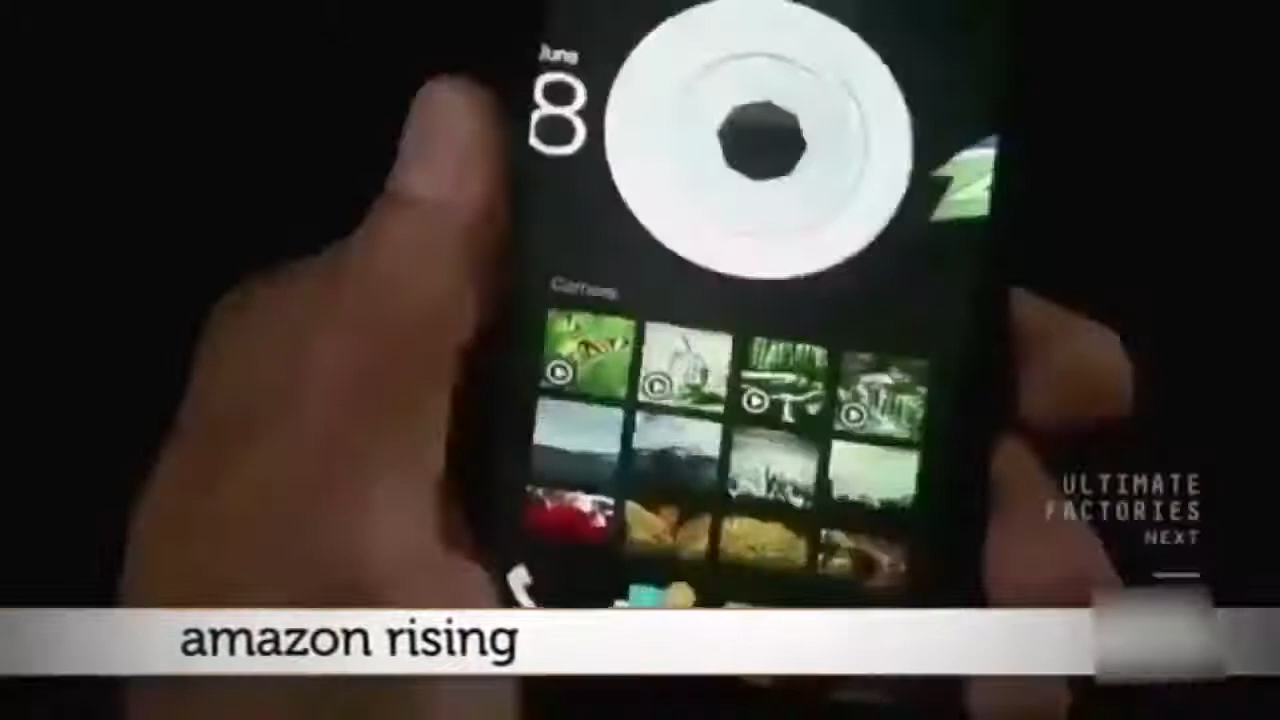 June
8
Camera
ULTIMATE
FACTORIES
NEXT
amazon rising